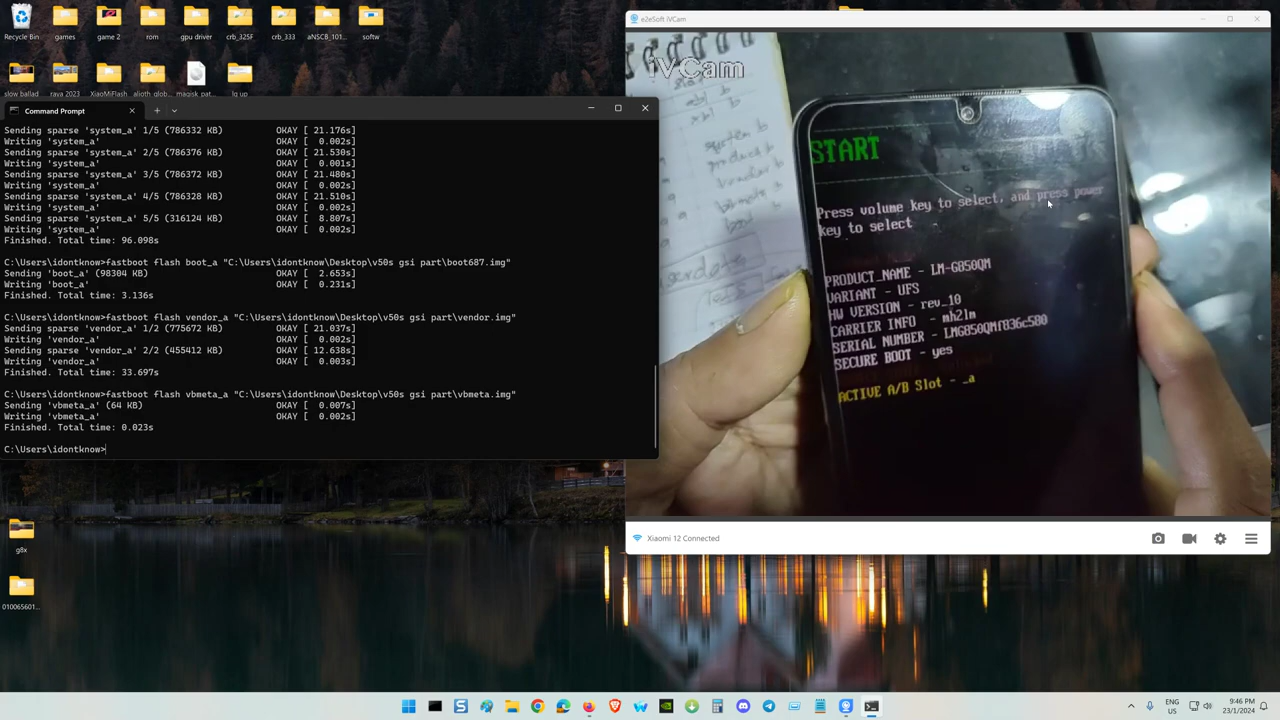 Recycle Bin
games
game 2
rom
gpu driver
crb_325F
crb_333
aNSCB_101...
softw
slow ballad
raya 2023
XiaoMiFlash
alioth_glob...
magisk_pat...
lg up
Command Prompt
Sending sparse 'system_a' 1/5 (786332 KB) OKAY [ 21.176s]
Writing 'system_a' OKAY [ 0.002s]
Sending sparse 'system_a' 2/5 (786376 KB) OKAY [ 21.530s]
Writing 'system_a' OKAY [ 0.001s]
Sending sparse 'system_a' 3/5 (786372 KB) OKAY [ 21.480s]
Writing 'system_a' OKAY [ 0.002s]
Sending sparse 'system_a' 4/5 (786328 KB) OKAY [ 21.510s]
Writing 'system_a' OKAY [ 0.002s]
Sending sparse 'system_a' 5/5 (316124 KB) OKAY [ 8.807s]
Writing 'system_a' OKAY [ 0.002s]
Finished. Total time: 96.098s
C:\Users\idontknow>fastboot flash boot_a "C:\Users\idontknow\Desktop\v50s gsi part\boot687.img"
Sending 'boot_a' (98304 KB) OKAY [ 2.653s]
Writing 'boot_a' OKAY [ 0.231s]
Finished. Total time: 3.136s
C:\Users\idontknow>fastboot flash vendor_a "C:\Users\idontknow\Desktop\v50s gsi part\vendor.img"
Sending sparse 'vendor_a' 1/2 (775672 KB) OKAY [ 21.037s]
Writing 'vendor_a' OKAY [ 0.002s]
Sending sparse 'vendor_a' 2/2 (455412 KB) OKAY [ 12.638s]
Writing 'vendor_a' OKAY [ 0.003s]
Finished. Total time: 33.697s
C:\Users\idontknow>fastboot flash vbmeta_a "C:\Users\idontknow\Desktop\v50s gsi part\vbmeta.img"
Sending 'vbmeta_a' (64 KB) OKAY [ 0.007s]
Writing 'vbmeta_a' OKAY [ 0.002s]
Finished. Total time: 0.023s
C:\Users\idontknow>
e2eSoft iVCam
iVCam
START
Press volume key to select, and press power
key to select
PRODUCT_NAME - LM-G850QM
VARIANT - UFS
HW VERSION - rev_10
CARRIER INFO - mh2lm
SERIAL NUMBER - LMG850QMf836c580
SECURE BOOT - yes
ACTIVE A/B Slot - _a
Xiaomi 12 Connected
g8x
010065601...
ENG
US
9:46 PM
23/1/2024